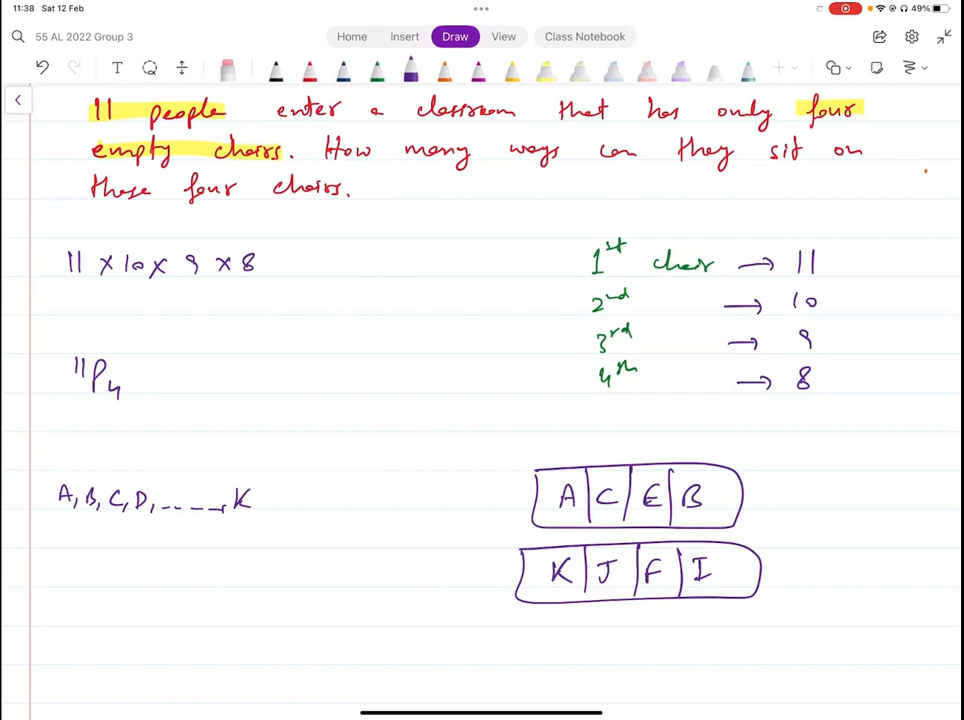 11:38 Sat 12 Feb
49%
55 AL 2022 Group 3
Home Insert Draw View Class Notebook
11 people enter a classroom that has only four
empty chairs. How many ways can they sit on
these four chairs.
11 × 10 × 9 × 8
1st chair → 11
2nd → 10
3rd → 9
4th → 8
¹¹P₄
A, B, C, D, ----, K
A C E B
K J F I